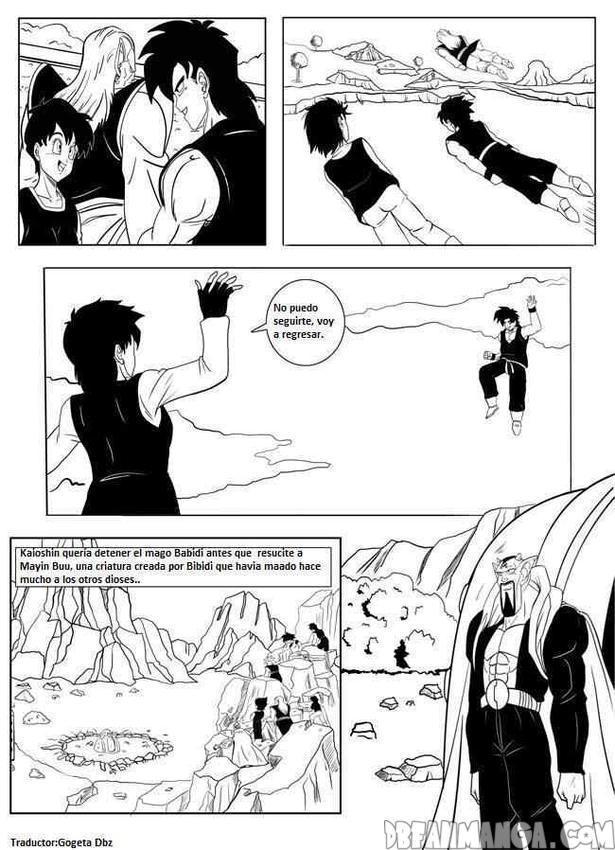 No puedo
seguirte, voy
a regresar.
Kaioshin quería detener el mago Babidi antes que resucite a
Mayin Buu, una criatura creada por Bibidi que havia maado hace
mucho a los otros dioses..
Traductor:Gogeta Dbz
DBFANMANGA.COM